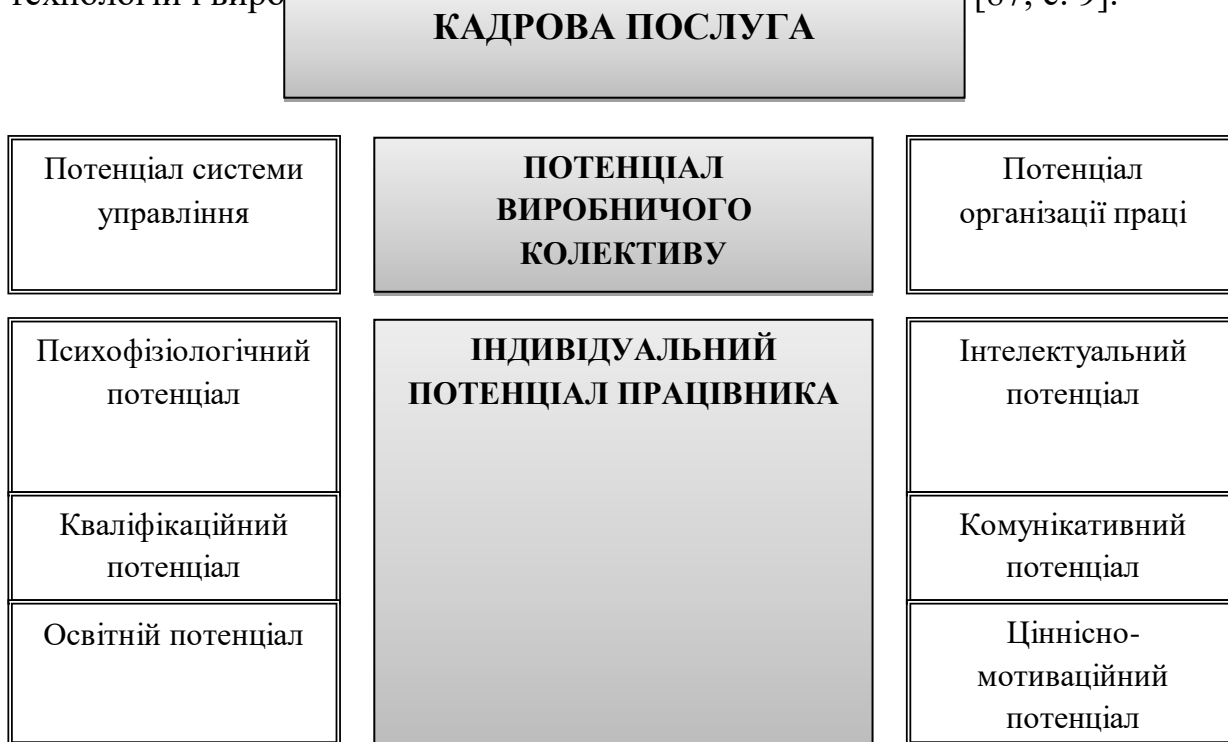 КАДРОВА ПОСЛУГА
Потенціал системи
управління
ПОТЕНЦІАЛ
ВИРОБНИЧОГО
КОЛЕКТИВУ
Потенціал
організації праці
Психофізіологічний
потенціал
ІНДИВІДУАЛЬНИЙ
ПОТЕНЦІАЛ ПРАЦІВНИКА
Інтелектуальний
потенціал
Кваліфікаційний
потенціал
Комунікативний
потенціал
Освітній потенціал
Ціннісно-
мотиваційний
потенціал